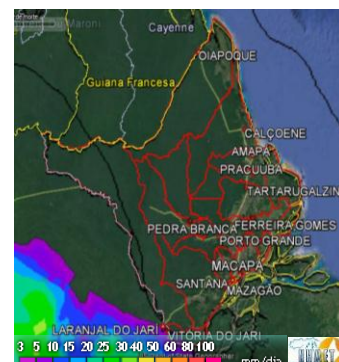 Maroni
Cayenne
OIAPOQUE
Guiana Francesa
CALÇOENE
AMAPÁ
PRACUUBA
TARTARUGALZIN
PEDRA BRANCA
FERREIRA GOMES
PORTO GRANDE
MACAPÁ
SANTANA
MAZAGÃO
LARANJAL DO JARI
VITÓRIA DO JARI
3 5 10 15 20 25 30 40 50 60 80 100
mm/dia